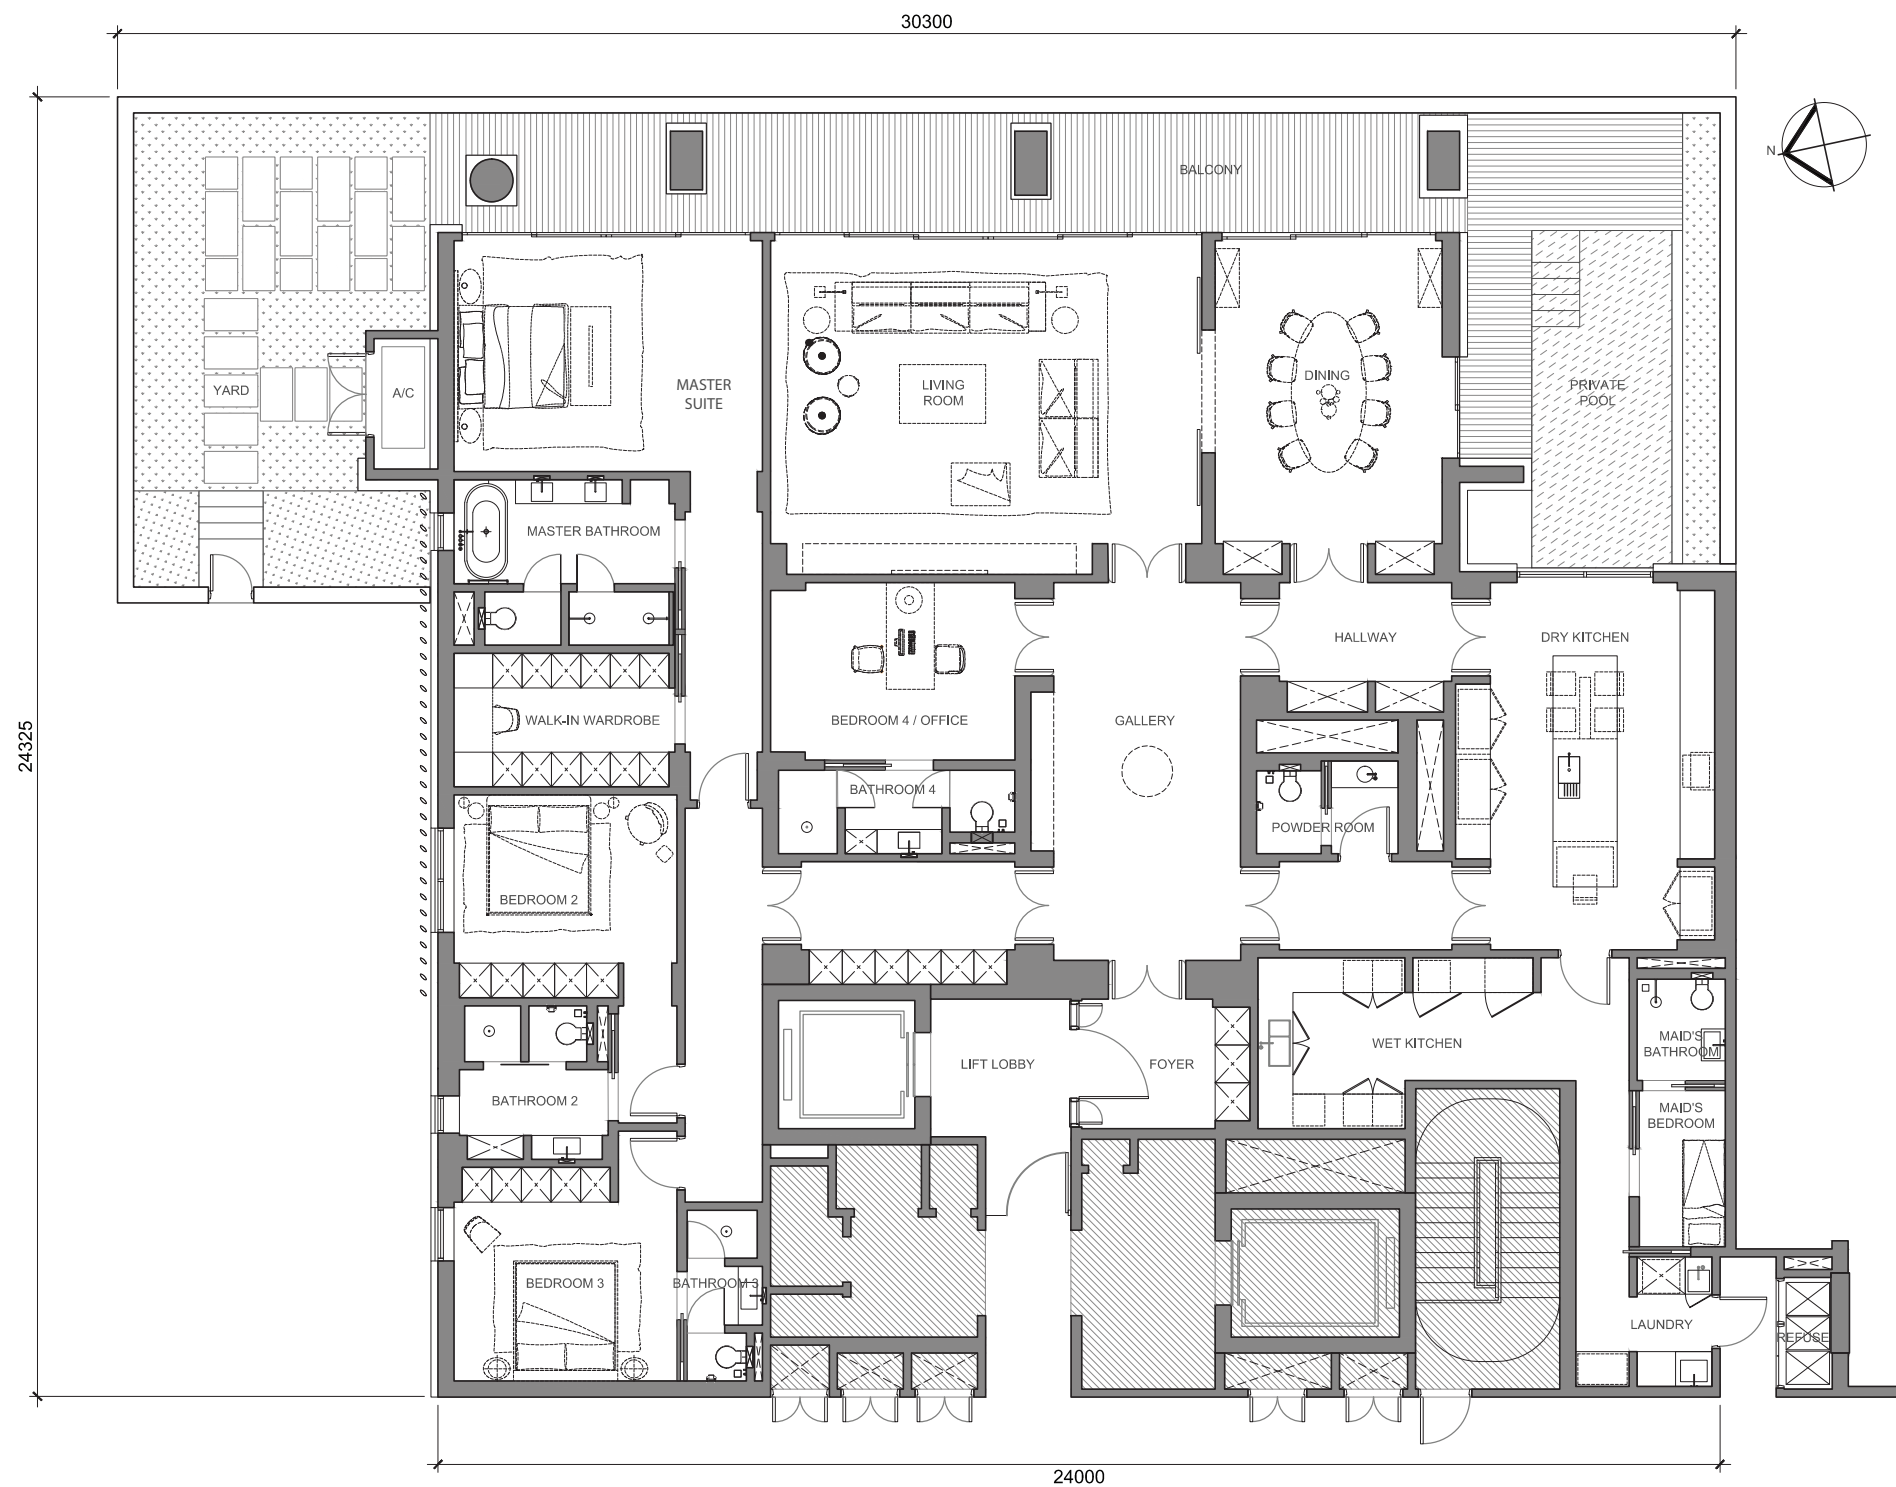 30300
N
BALCONY
24325
YARD
A/C
MASTER
SUITE
LIVING
ROOM
DINING
PRIVATE
POOL
MASTER BATHROOM
HALLWAY
DRY KITCHEN
WALK-IN WARDROBE
BEDROOM 4 / OFFICE
GALLERY
BATHROOM 4
POWDER ROOM
BEDROOM 2
LIFT LOBBY
FOYER
WET KITCHEN
MAID'S
BATHROOM
BATHROOM 2
MAID'S
BEDROOM
BEDROOM 3
BATHROOM 3
LAUNDRY
REFUSE
24000